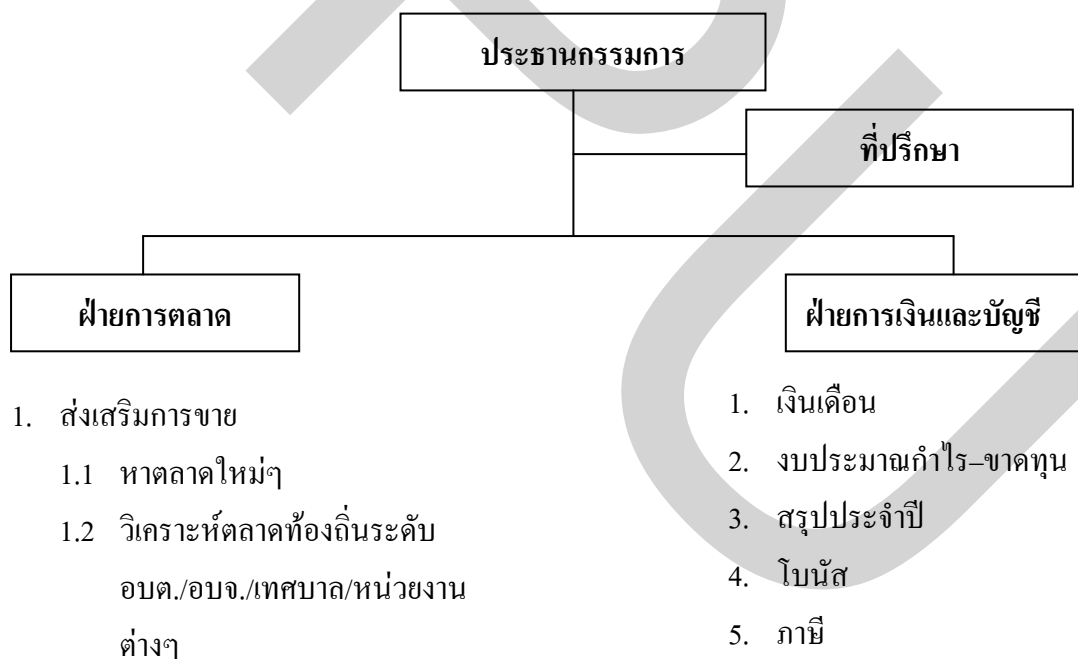 ประธานกรรมการ
ที่ปรึกษา
ฝ่ายการตลาด
ฝ่ายการเงินและบัญชี
1. ส่งเสริมการขาย
1.1 หาตลาดใหม่ๆ
1.2 วิเคราะห์ตลาดท้องถิ่นระดับ
อบต./อบจ./เทศบาล/หน่วยงาน
ต่างๆ
1. เงินเดือน
2. งบประมาณกำไร–ขาดทุน
3. สรุปประจำปี
4. โบนัส
5. ภาษี